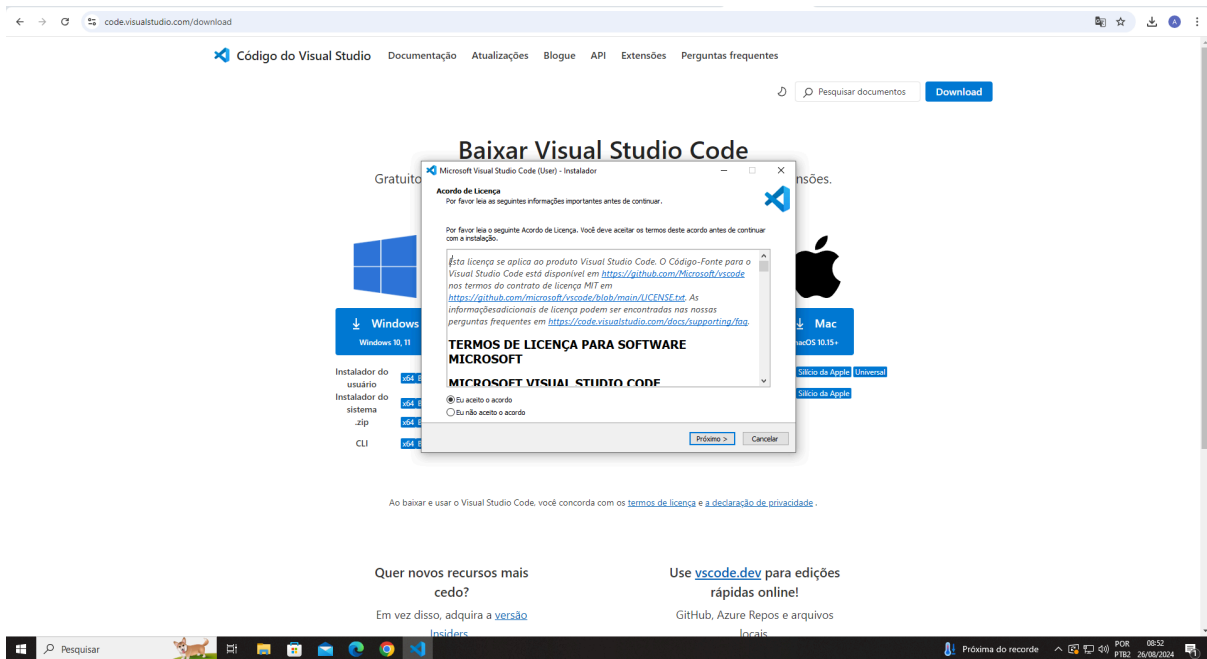 code.visualstudio.com/download
A
Código do Visual Studio Documentação Atualizações Blogue API Extensões Perguntas frequentes
Pesquisar documentos Download
Baixar Visual Studio Code
Gratuito
nsões.
Microsoft Visual Studio Code (User) - Instalador
Acordo de Licença
Por favor leia as seguintes informações importantes antes de continuar.
Por favor leia o seguinte Acordo de Licença. Você deve aceitar os termos deste acordo antes de continuar
com a instalação.
Esta licença se aplica ao produto Visual Studio Code. O Código-Fonte para o
Visual Studio Code está disponível em https://github.com/Microsoft/vscode
nos termos do contrato de licença MIT em
https://github.com/microsoft/vscode/blob/main/LICENSE.txt. As
informaçõesadicionais de licença podem ser encontradas nas nossas
perguntas frequentes em https://code.visualstudio.com/docs/supporting/faq.
TERMOS DE LICENÇA PARA SOFTWARE
MICROSOFT
MICROSOFT VISUAL STUDIO CODE
Eu aceito o acordo
Eu não aceito o acordo
Próximo > Cancelar
Windows
Windows 10, 11
Mac
macOS 10.15+
Instalador do
usuário
x64
Instalador do
sistema
x64
.zip
x64
CLI
x64
Silício da Apple Universal
Silício da Apple
Ao baixar e usar o Visual Studio Code, você concorda com os termos de licença e a declaração de privacidade .
Quer novos recursos mais
cedo?
Em vez disso, adquira a versão
Insiders
Use vscode.dev para edições
rápidas online!
GitHub, Azure Repos e arquivos
locais
Pesquisar
Próxima do recorde
POR
PTB2
08:52
26/08/2024